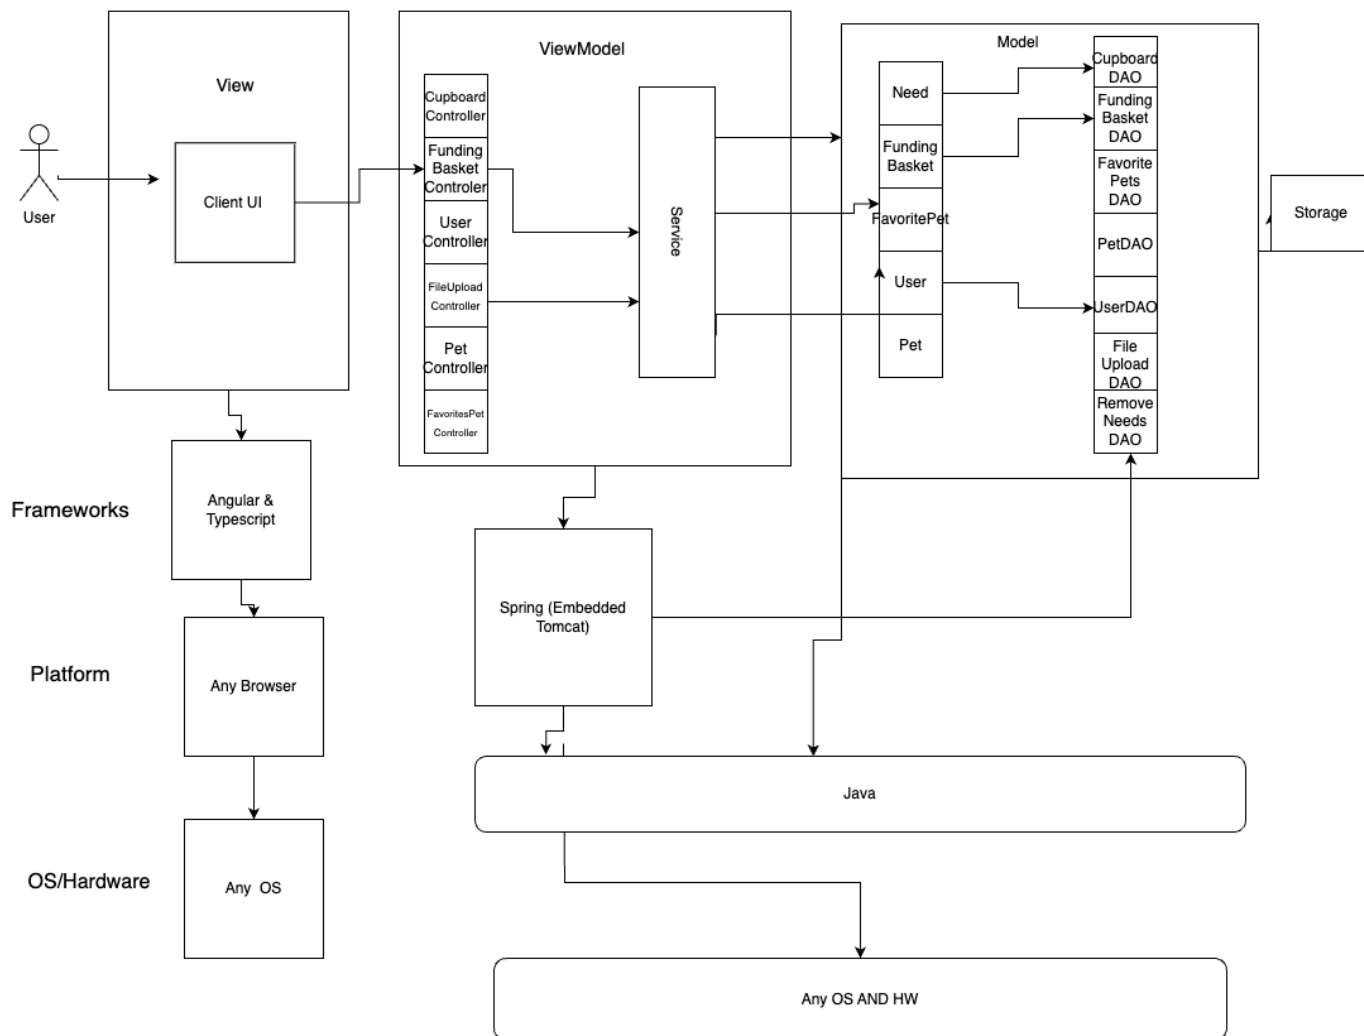 View
Client UI
User
ViewModel
Cupboard
Controller
Funding
Basket
Controler
User
Controller
FileUpload
Controller
Pet
Controller
FavoritesPet
Controller
Service
Model
Need
Funding
Basket
FavoritePet
User
Pet
Cupboard
DAO
Funding
Basket
DAO
Favorite
Pets
DAO
PetDAO
UserDAO
File
Upload
DAO
Remove
Needs
DAO
Storage
Frameworks
Angular &
Typescript
Spring (Embedded
Tomcat)
Platform
Any Browser
Java
OS/Hardware
Any OS
Any OS AND HW